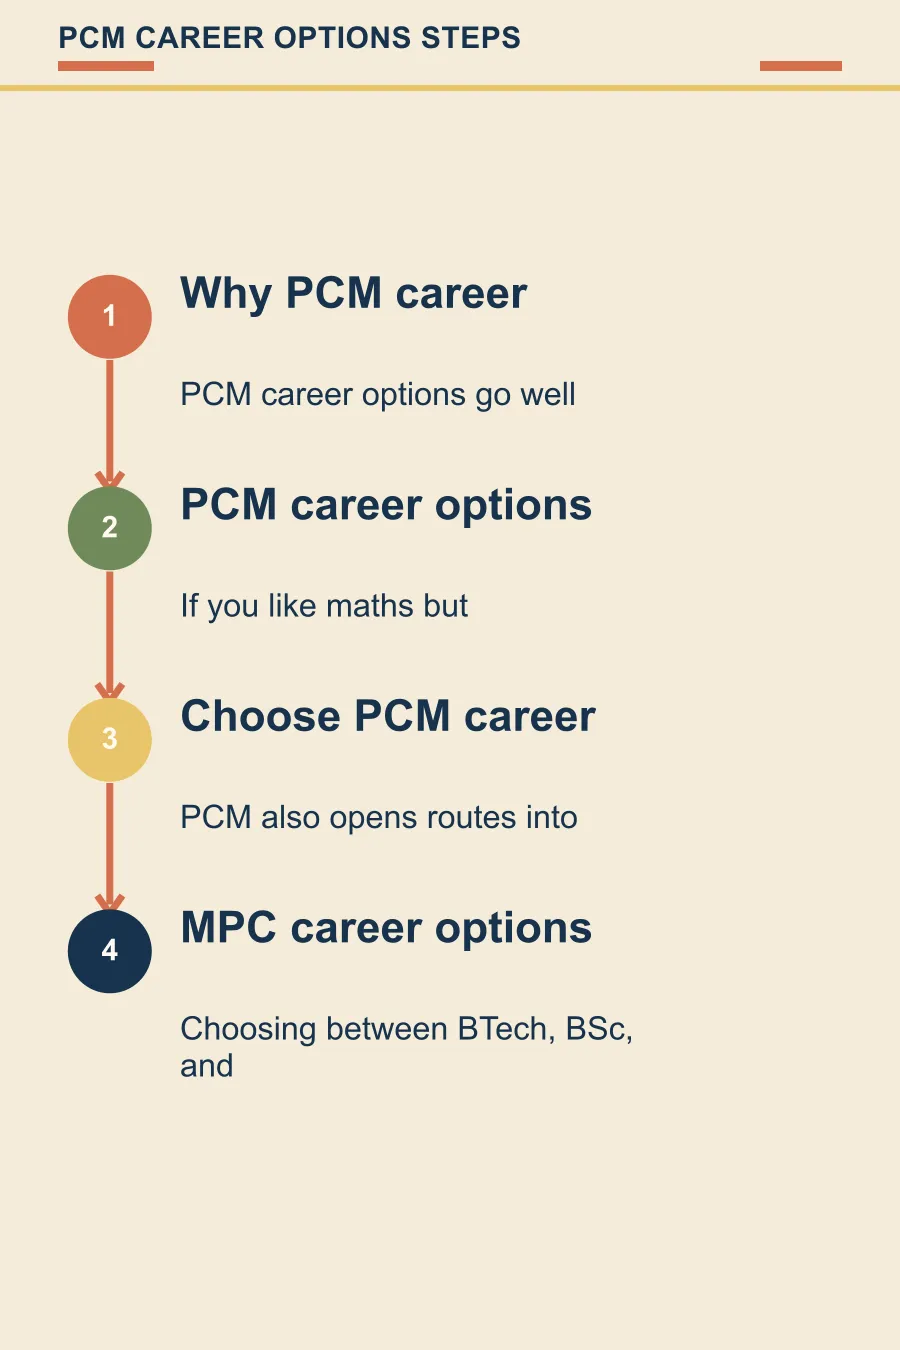 PCM CAREER OPTIONS STEPS
1
Why PCM career
PCM career options go well
2
PCM career options
If you like maths but
3
Choose PCM career
PCM also opens routes into
4
MPC career options
Choosing between BTech, BSc,
and